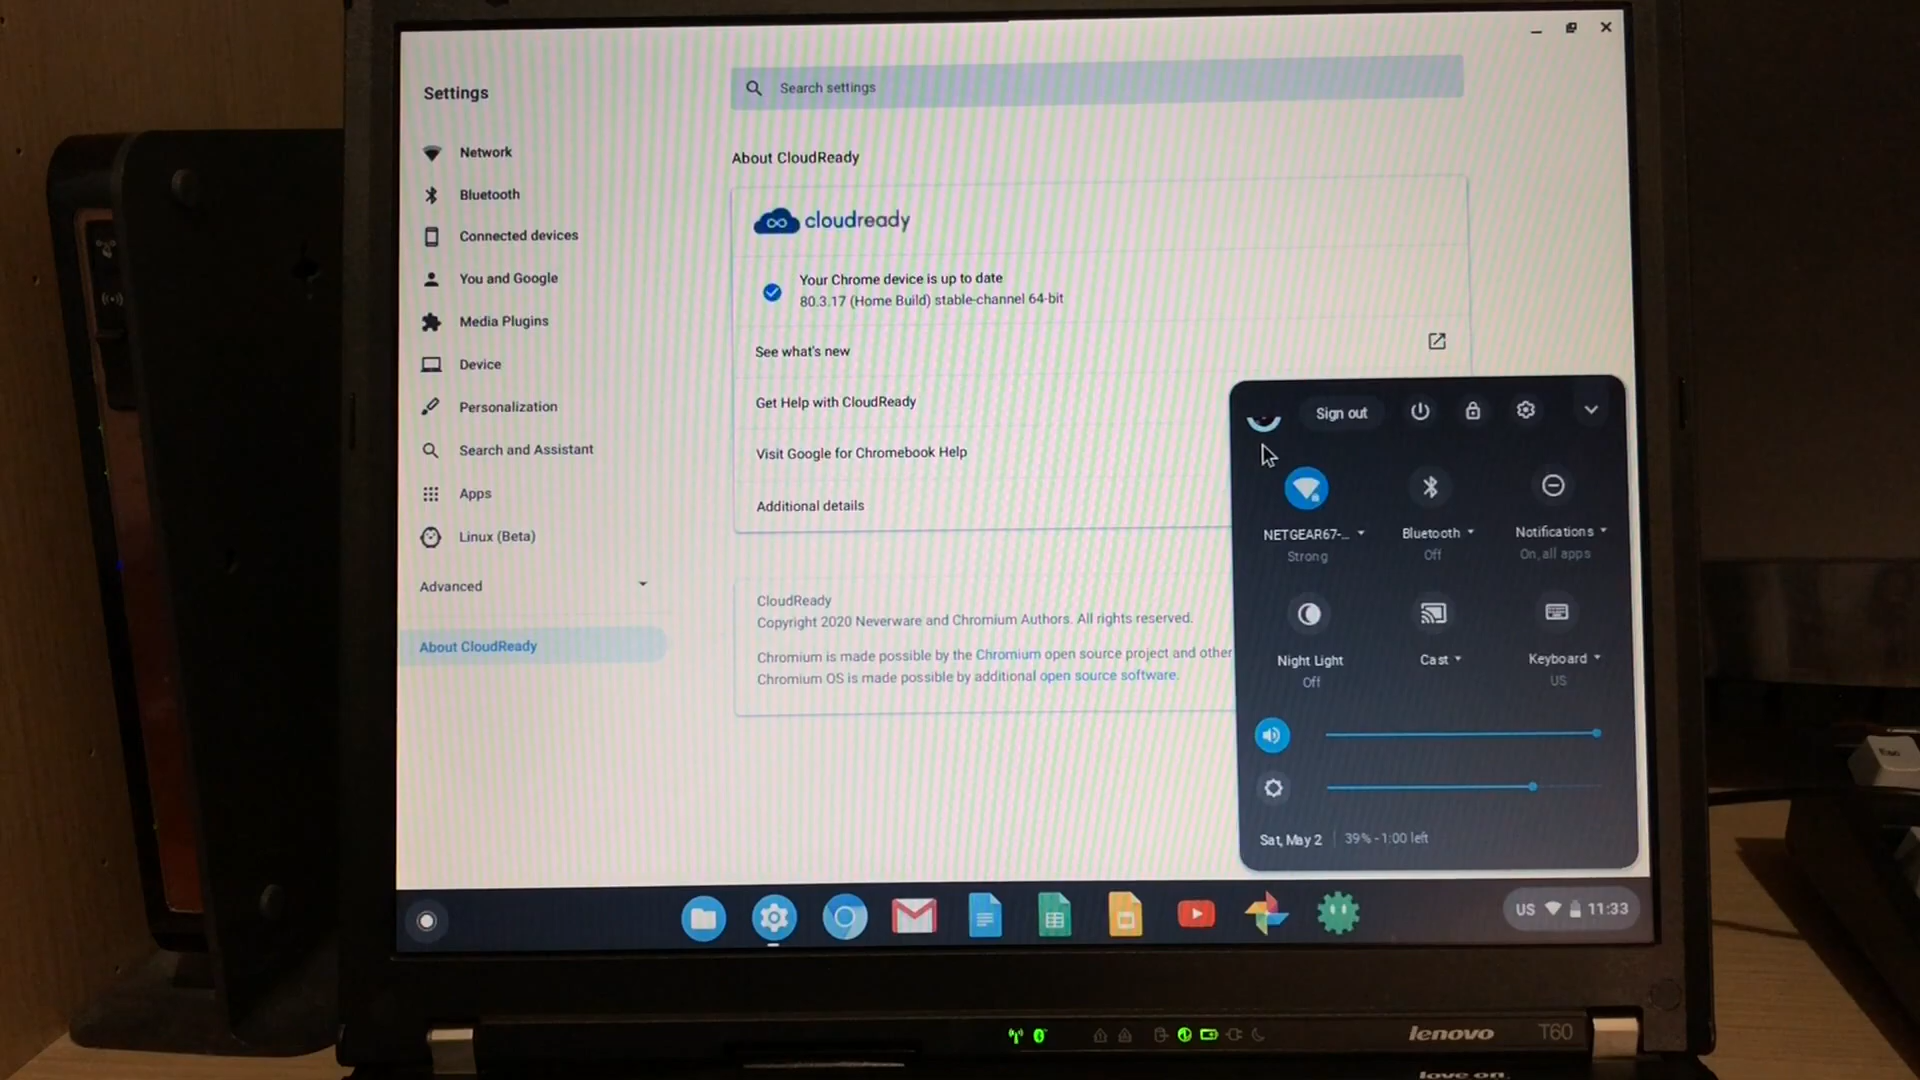 Settings
Search settings
Network
Bluetooth
Connected devices
You and Google
Media Plugins
Device
Personalization
Search and Assistant
Apps
Linux (Beta)
Advanced
About CloudReady
About CloudReady
cloudready
Your Chrome device is up to date
80.3.17 (Home Build) stable-channel 64-bit
See what's new
Get Help with CloudReady
Visit Google for Chromebook Help
Additional details
CloudReady
Copyright 2020 Neverware and Chromium Authors. All rights reserved.
Chromium is made possible by the Chromium open source project and other
Chromium OS is made possible by additional open source software.
Sign out
NETGEAR67-...
Strong
Bluetooth
Off
Notifications
On, all apps
Night Light
Off
Cast
Keyboard
US
Sat, May 2
39% - 1:00 left
US 11:33
lenovo T60
love on.
Esc